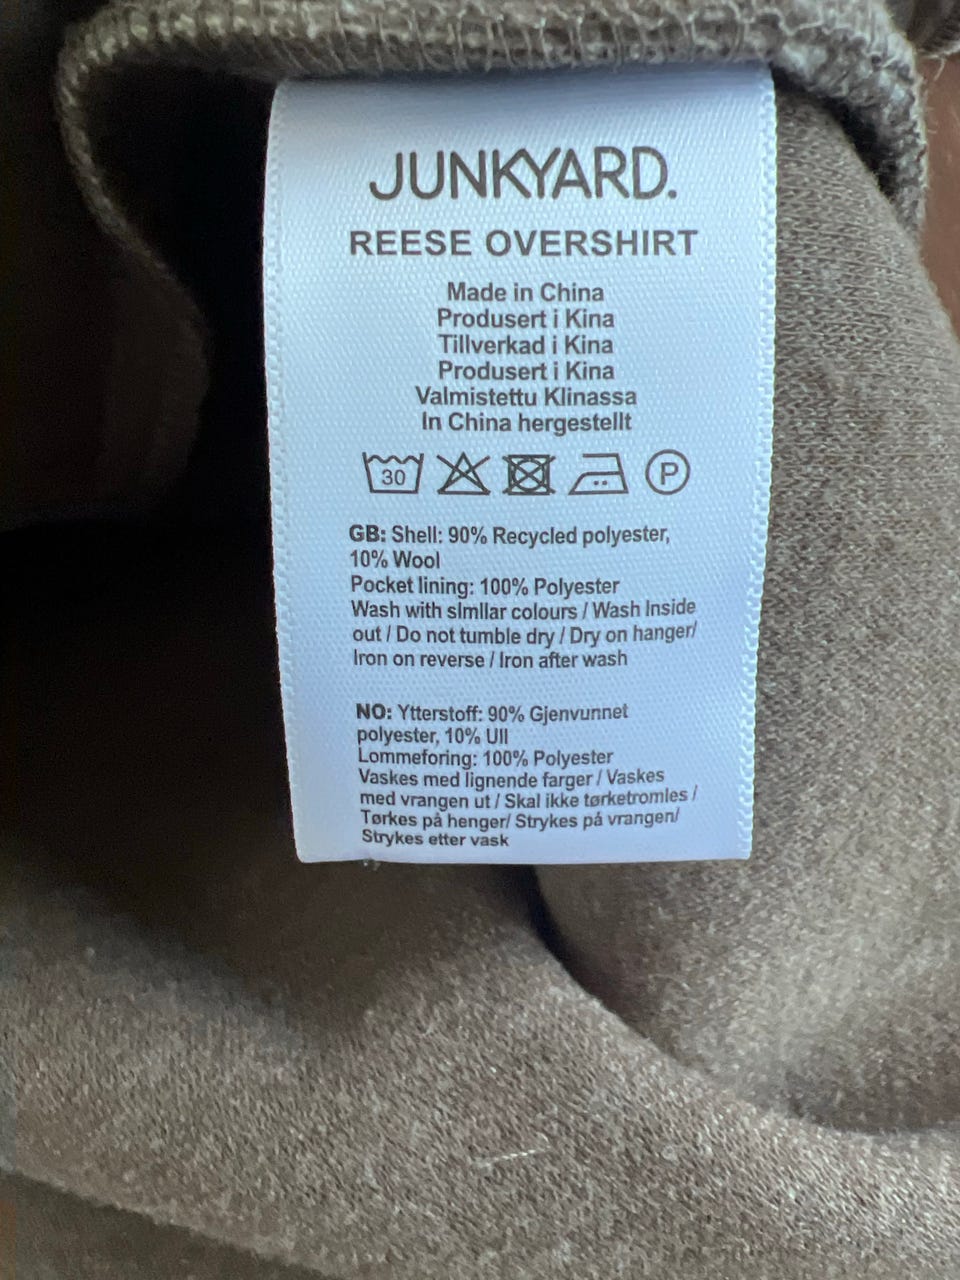 JUNKYARD.
REESE OVERSHIRT
Made in China
Produsert i Kina
Tillverkad i Kina
Produsert i Kina
Valmistettu Klinassa
In China hergestellt
30 P
GB: Shell: 90% Recycled polyester,
10% Wool
Pocket lining: 100% Polyester
Wash with slmllar colours / Wash Inside
out / Do not tumble dry / Dry on hanger/
Iron on reverse / Iron after wash
NO: Ytterstoff: 90% Gjenvunnet
polyester, 10% Ull
Lommeforing: 100% Polyester
Vaskes med lignende farger / Vaskes
med vrangen ut / Skal ikke tørketromles /
Tørkes på henger/ Strykes på vrangen/
Strykes etter vask